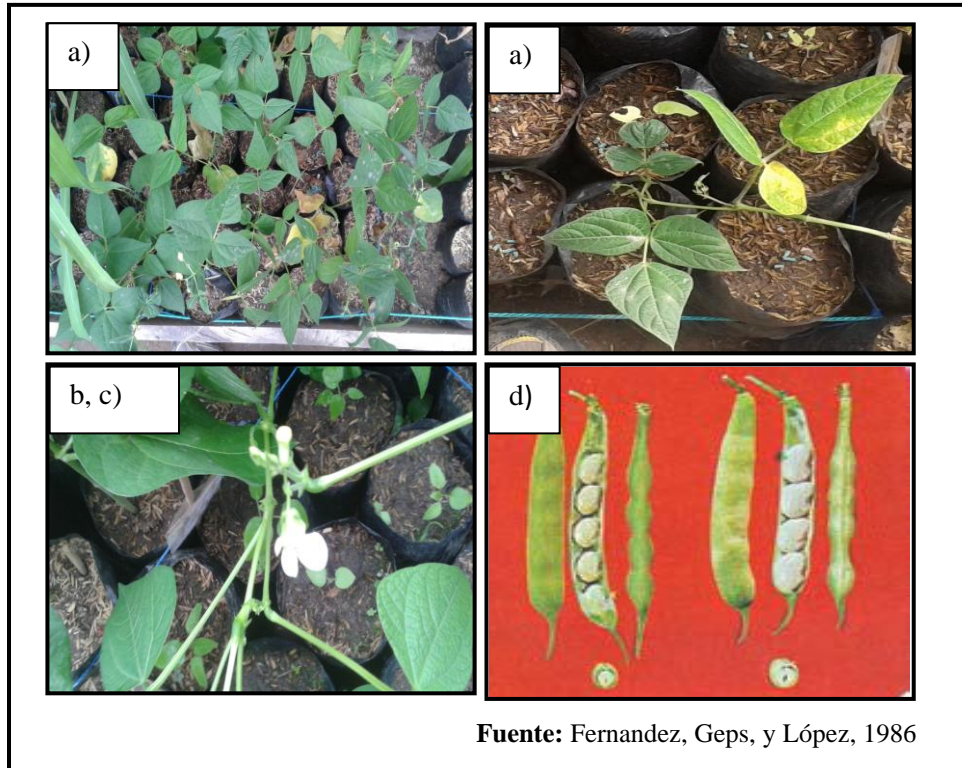 a)
a)
b, c)
d)
Fuente: Fernandez, Geps, y López, 1986